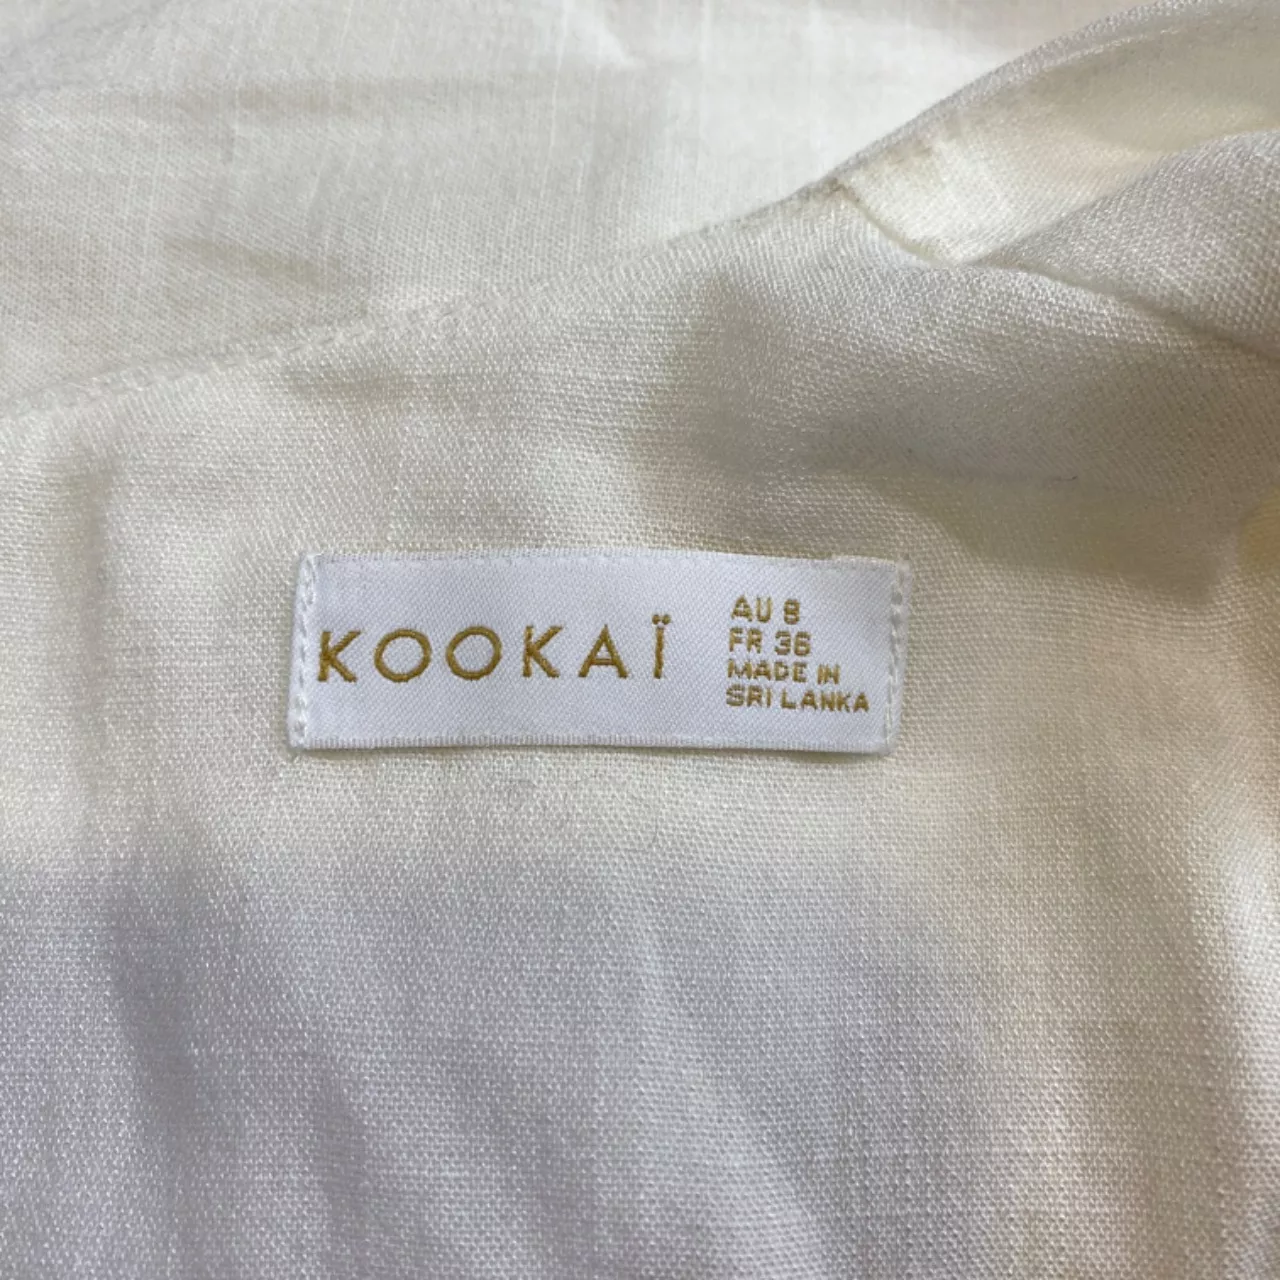 KOOKAÏ
AU 8
FR 36
MADE IN
SRI LANKA